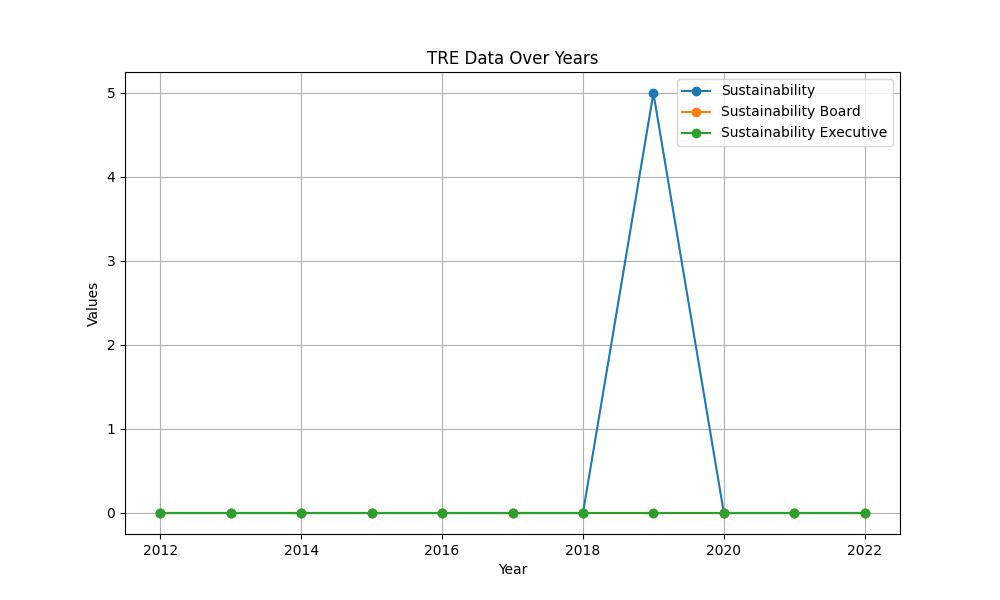 TRE Data Over Years
Sustainability
Sustainability Board
Sustainability Executive
5
4
3
2
1
0
Values
2012 2014 2016 2018 2020 2022
Year